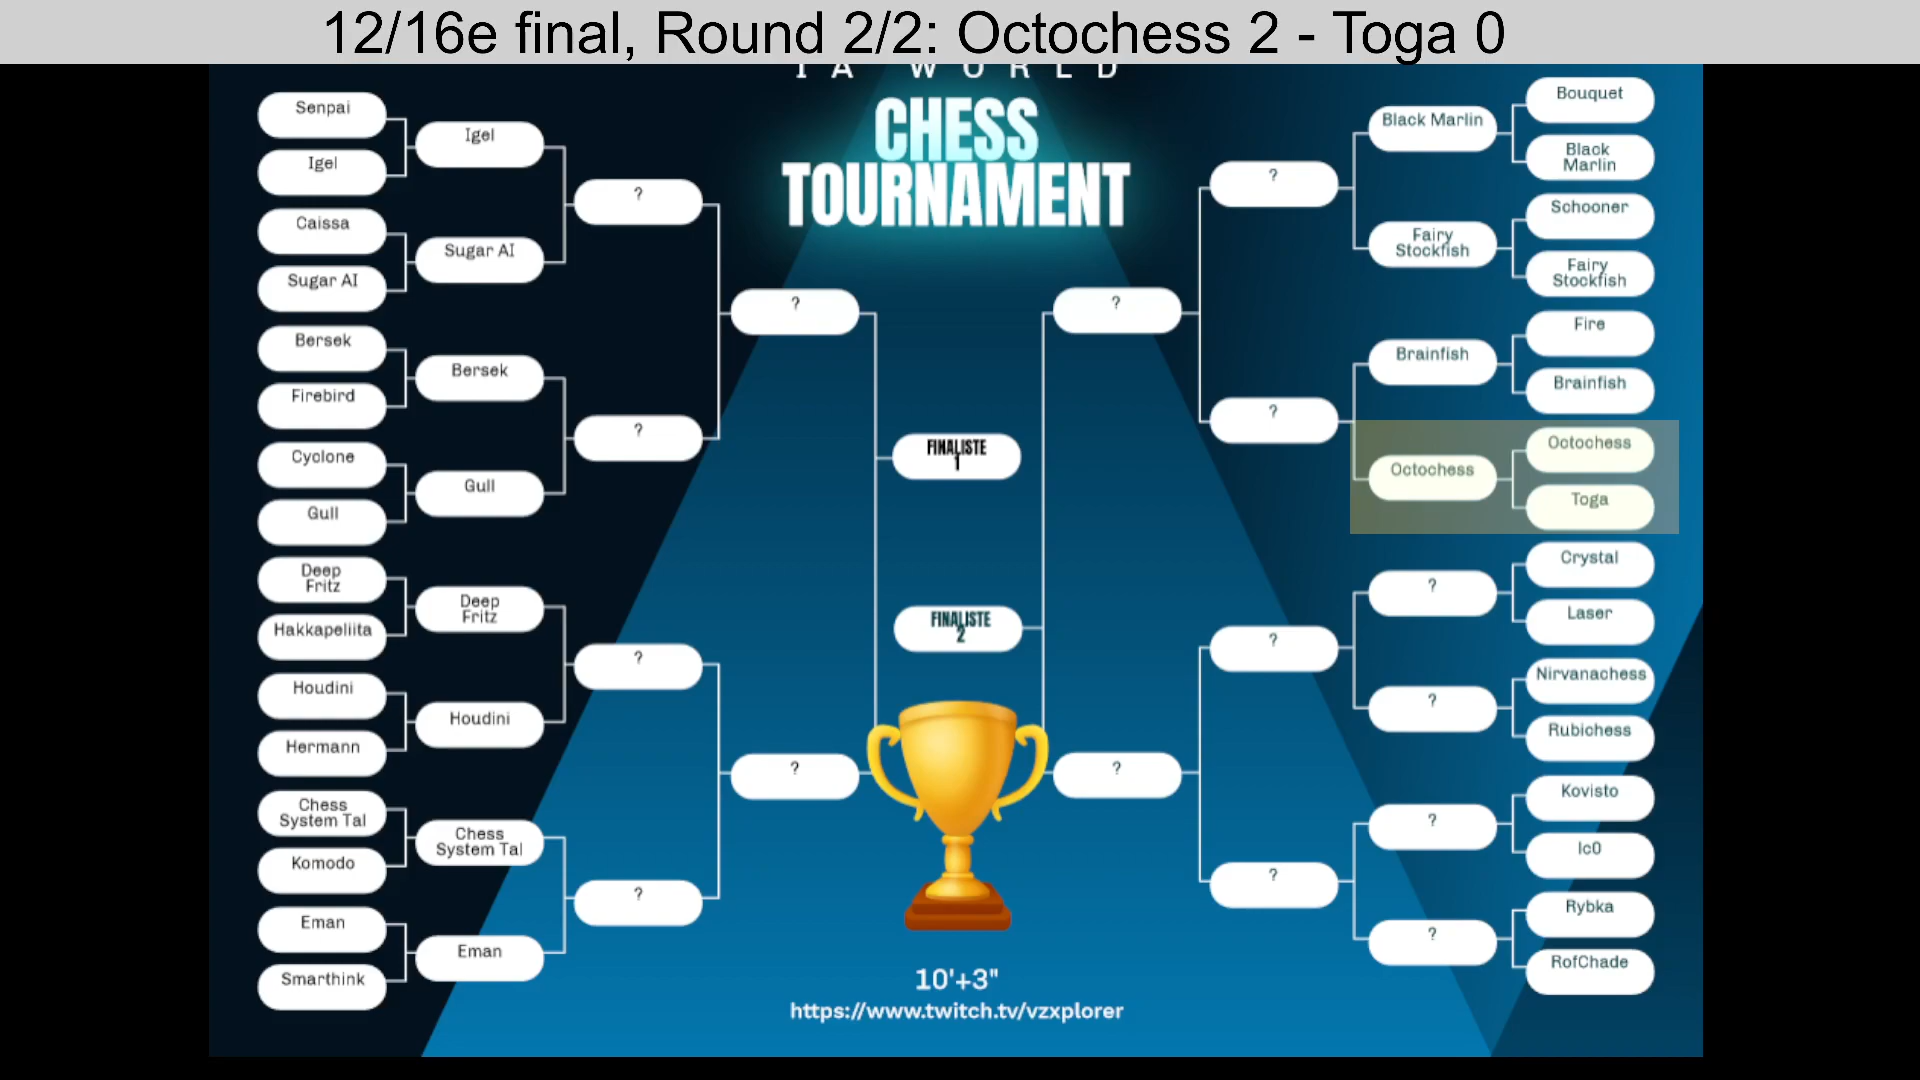 12/16e final, Round 2/2: Octochess 2 - Toga 0
IA WORLD
CHESS
TOURNAMENT
Senpai
Igel
Caissa
Sugar AI
Bersek
Firebird
Cyclone
Gull
Deep
Fritz
Hakkapeliita
Houdini
Hermann
Chess
System Tal
Komodo
Eman
Smarthink
Igel
Sugar AI
Bersek
Gull
Deep
Fritz
Houdini
Chess
System Tal
Eman
?
?
?
?
?
?
FINALISTE
1
FINALISTE
2
?
?
?
?
?
?
Black Marlin
Fairy
Stockfish
Brainfish
Octochess
?
?
?
?
Bouquet
Black
Marlin
Schooner
Fairy
Stockfish
Fire
Brainfish
Octochess
Toga
Crystal
Laser
Nirvanachess
Rubichess
Kovisto
lc0
Rybka
RofChade
10'+3"
https://www.twitch.tv/vzxplorer